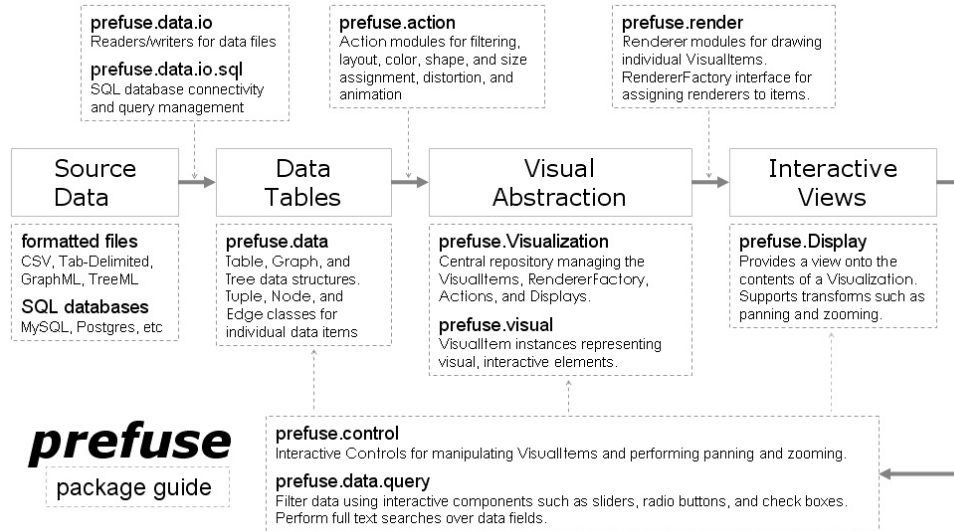 prefuse.data.io
Readers/writers for data files
prefuse.data.io.sql
SQL database connectivity
and query management
prefuse.action
Action modules for filtering,
layout, color, shape, and size
assignment, distortion, and
animation
prefuse.render
Renderer modules for drawing
individual VisualItems.
RendererFactory interface for
assigning renderers to items.
Source
Data
Data
Tables
Visual
Abstraction
Interactive
Views
formatted files
CSV, Tab-Delimited,
GraphML, TreeML
SQL databases
MySQL, Postgres, etc
prefuse.data
Table, Graph, and
Tree data structures.
Tuple, Node, and
Edge classes for
individual data items
prefuse.Visualization
Central repository managing the
VisualItems, RendererFactory,
Actions, and Displays.
prefuse.visual
VisualItem instances representing
visual, interactive elements.
prefuse.Display
Provides a view onto the
contents of a Visualization.
Supports transforms such as
panning and zooming.
prefuse
package guide
prefuse.control
Interactive Controls for manipulating VisualItems and performing panning and zooming.
prefuse.data.query
Filter data using interactive components such as sliders, radio buttons, and check boxes.
Perform full text searches over data fields.